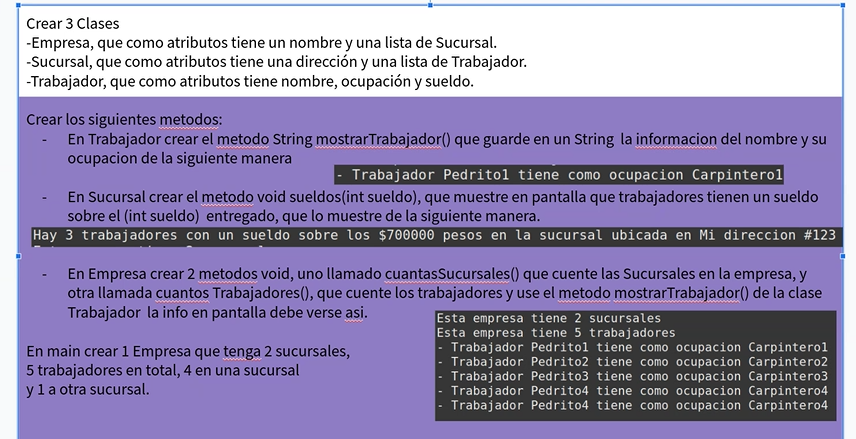 Crear 3 Clases
-Empresa, que como atributos tiene un nombre y una lista de Sucursal.
-Sucursal, que como atributos tiene una dirección y una lista de Trabajador.
-Trabajador, que como atributos tiene nombre, ocupación y sueldo.
Crear los siguientes metodos:
- En Trabajador crear el metodo String mostrarTrabajador() que guarde en un String la informacion del nombre y su
ocupacion de la siguiente manera
- Trabajador Pedrito1 tiene como ocupacion Carpintero1
- En Sucursal crear el metodo void sueldos(int sueldo), que muestre en pantalla que trabajadores tienen un sueldo
sobre el (int sueldo) entregado, que lo muestre de la siguiente manera.
Hay 3 trabajadores con un sueldo sobre los $700000 pesos en la sucursal ubicada en Mi direccion #123
- En Empresa crear 2 metodos void, uno llamado cuantasSucursales() que cuente las Sucursales en la empresa, y
otra llamada cuantos Trabajadores(), que cuente los trabajadores y use el metodo mostrarTrabajador() de la clase
Trabajador la info en pantalla debe verse asi.
Esta empresa tiene 2 sucursales
Esta empresa tiene 5 trabajadores
- Trabajador Pedrito1 tiene como ocupacion Carpintero1
- Trabajador Pedrito2 tiene como ocupacion Carpintero2
- Trabajador Pedrito3 tiene como ocupacion Carpintero3
- Trabajador Pedrito4 tiene como ocupacion Carpintero4
- Trabajador Pedrito4 tiene como ocupacion Carpintero4
En main crear 1 Empresa que tenga 2 sucursales,
5 trabajadores en total, 4 en una sucursal
y 1 a otra sucursal.